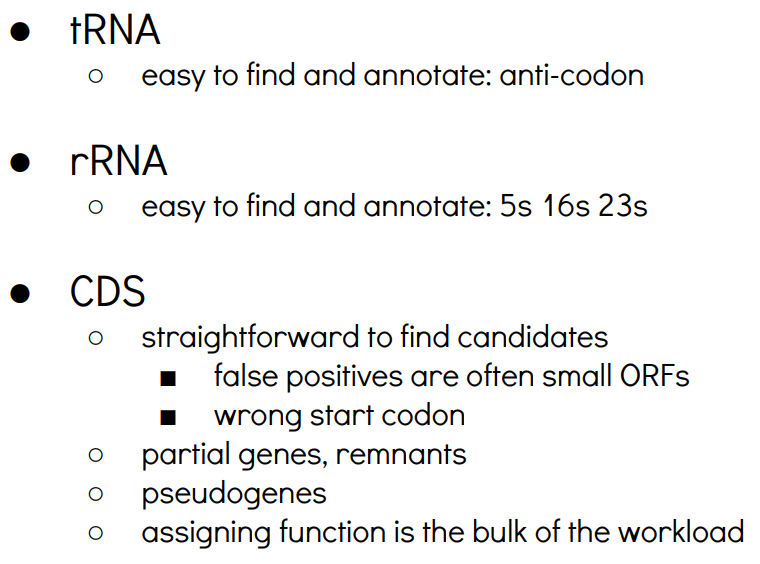 ● tRNA
○ easy to find and annotate: anti-codon
● rRNA
○ easy to find and annotate: 5s 16s 23s
● CDS
○ straightforward to find candidates
■ false positives are often small ORFs
■ wrong start codon
○ partial genes, remnants
○ pseudogenes
○ assigning function is the bulk of the workload